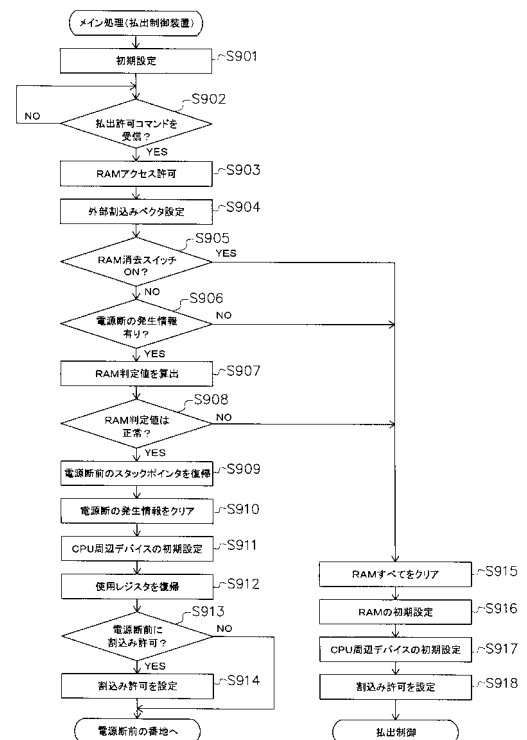 メイン処理(払出制御装置)
初期設定
S901
S902
払出許可コマンドを
受信?
NO
YES
RAMアクセス許可
S903
外部割込みベクタ設定
S904
S905
RAM消去スイッチ
ON?
YES
NO
S906
電源断の発生情報
有り?
NO
YES
RAM判定値を算出
S907
S908
RAM判定値は
正常?
NO
YES
電源断前のスタックポインタを復帰
S909
電源断の発生情報をクリア
S910
CPU周辺デバイスの初期設定
S911
使用レジスタを復帰
S912
S913
電源断前に
割込み許可?
NO
YES
割込み許可を設定
S914
電源断前の番地へ
RAMすべてをクリア
S915
RAMの初期設定
S916
CPU周辺デバイスの初期設定
S917
割込み許可を設定
S918
払出制御